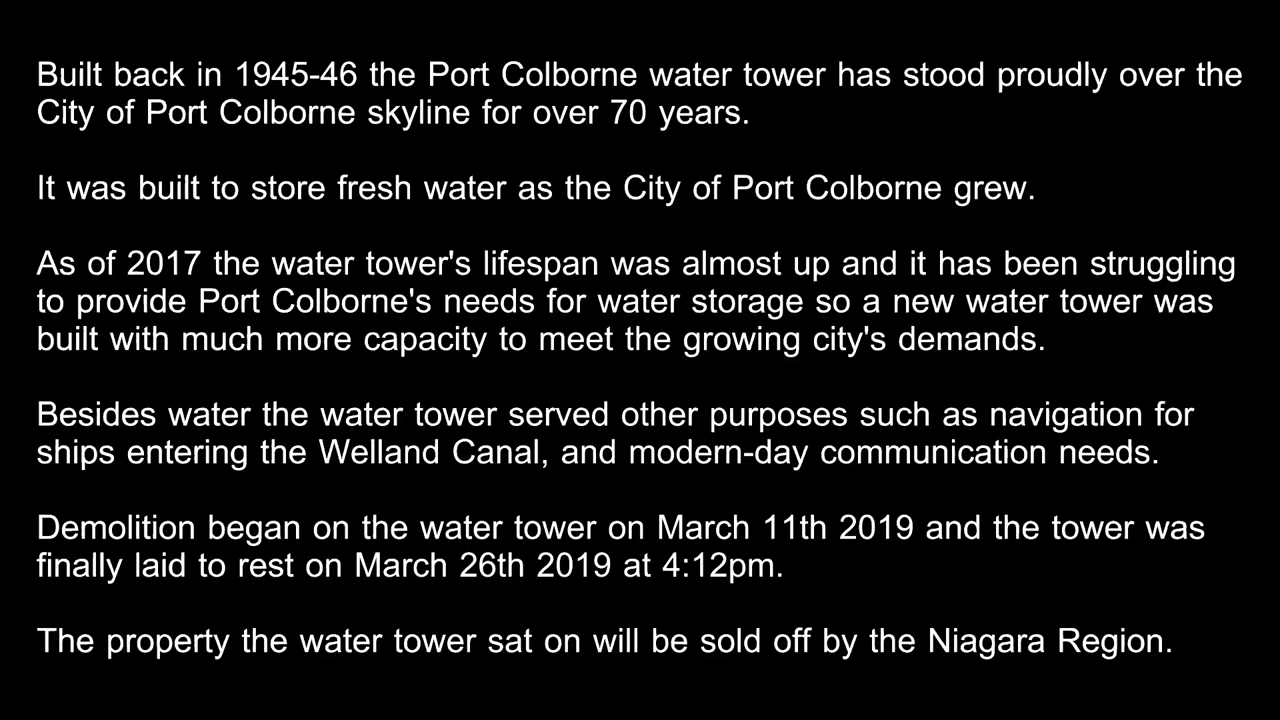 Built back in 1945-46 the Port Colborne water tower has stood proudly over the
City of Port Colborne skyline for over 70 years.
It was built to store fresh water as the City of Port Colborne grew.
As of 2017 the water tower's lifespan was almost up and it has been struggling
to provide Port Colborne's needs for water storage so a new water tower was
built with much more capacity to meet the growing city's demands.
Besides water the water tower served other purposes such as navigation for
ships entering the Welland Canal, and modern-day communication needs.
Demolition began on the water tower on March 11th 2019 and the tower was
finally laid to rest on March 26th 2019 at 4:12pm.
The property the water tower sat on will be sold off by the Niagara Region.